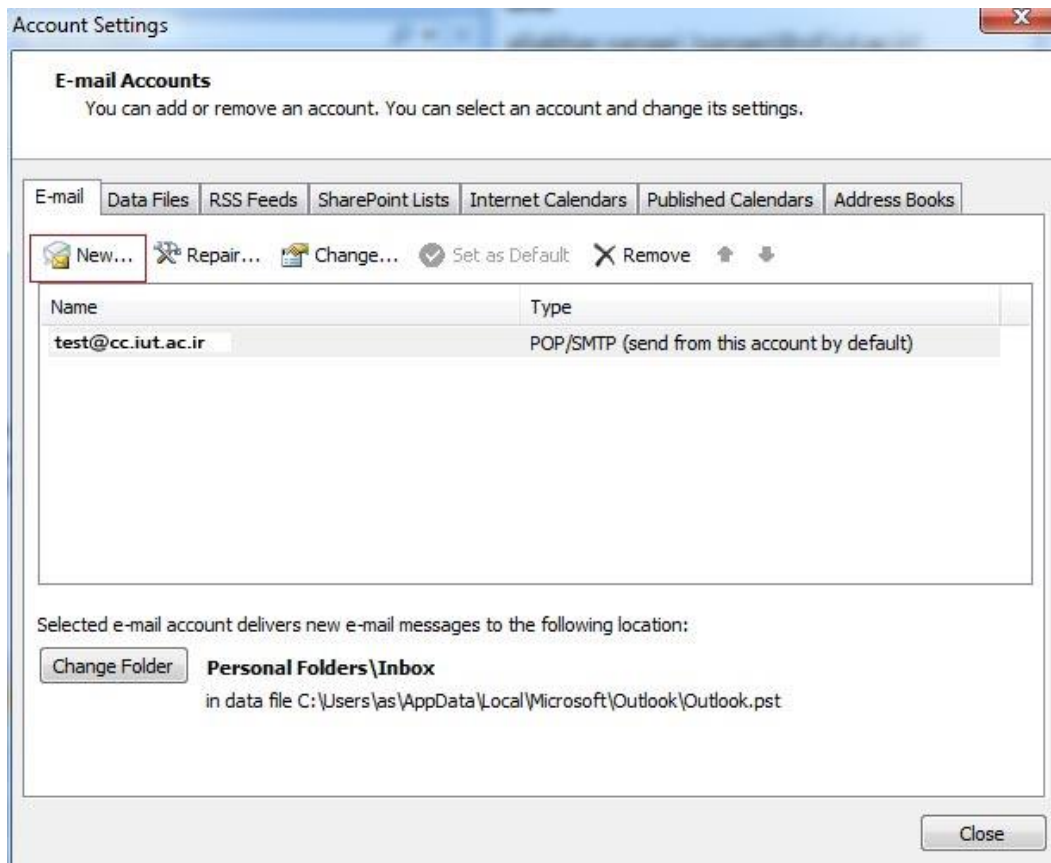 Account Settings
E-mail Accounts
You can add or remove an account. You can select an account and change its settings.
E-mail Data Files RSS Feeds SharePoint Lists Internet Calendars Published Calendars Address Books
New... Repair... Change... Set as Default Remove
Name Type
test@cc.iut.ac.ir POP/SMTP (send from this account by default)
Selected e-mail account delivers new e-mail messages to the following location:
Change Folder Personal Folders\Inbox
in data file C:\Users\as\AppData\Local\Microsoft\Outlook\Outlook.pst
Close